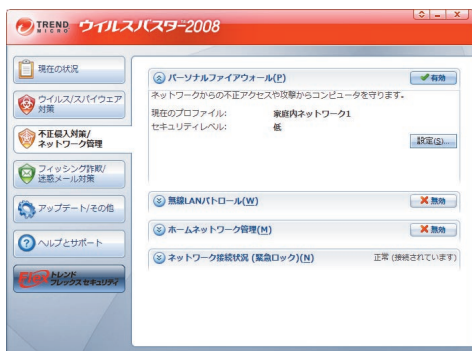 TREND MICRO ウイルスバスター2008
現在の状況
ウイルス/スパイウェア
対策
不正侵入対策/
ネットワーク管理
フィッシング詐欺/
迷惑メール対策
アップデート/その他
ヘルプとサポート
Flex トレンド
フレックス セキュリティ
パーソナルファイアウォール(P)
有効
ネットワークからの不正アクセスや攻撃からコンピュータを守ります。
現在のプロファイル: 家庭内ネットワーク1
セキュリティレベル: 低
設定(S)...
無線LANパトロール(W)
無効
ホームネットワーク管理(M)
無効
ネットワーク接続状況 (緊急ロック)(N)
正常 (接続されています)